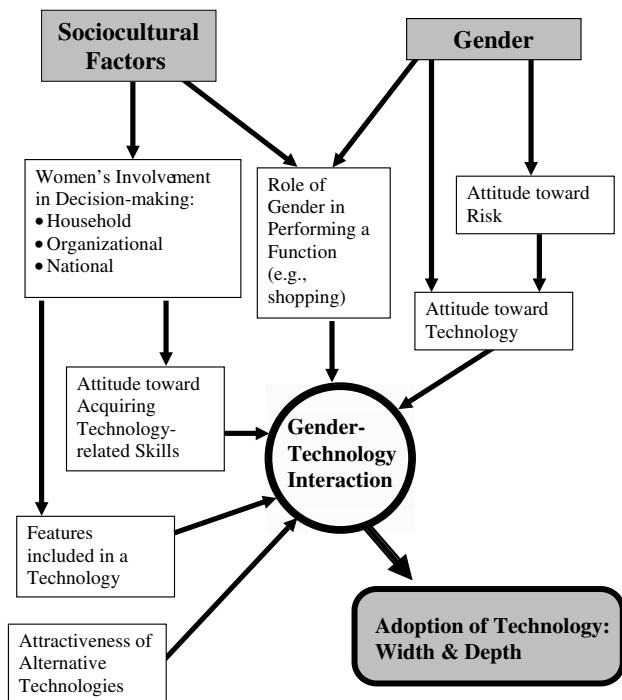 Sociocultural
Factors
Gender
Women's Involvement
in Decision-making:
• Household
• Organizational
• National
Role of
Gender in
Performing a
Function
(e.g.,
shopping)
Attitude toward
Risk
Attitude toward
Technology
Attitude toward
Acquiring
Technology-
related Skills
Gender-
Technology
Interaction
Features
included in a
Technology
Attractiveness of
Alternative
Technologies
Adoption of Technology:
Width & Depth